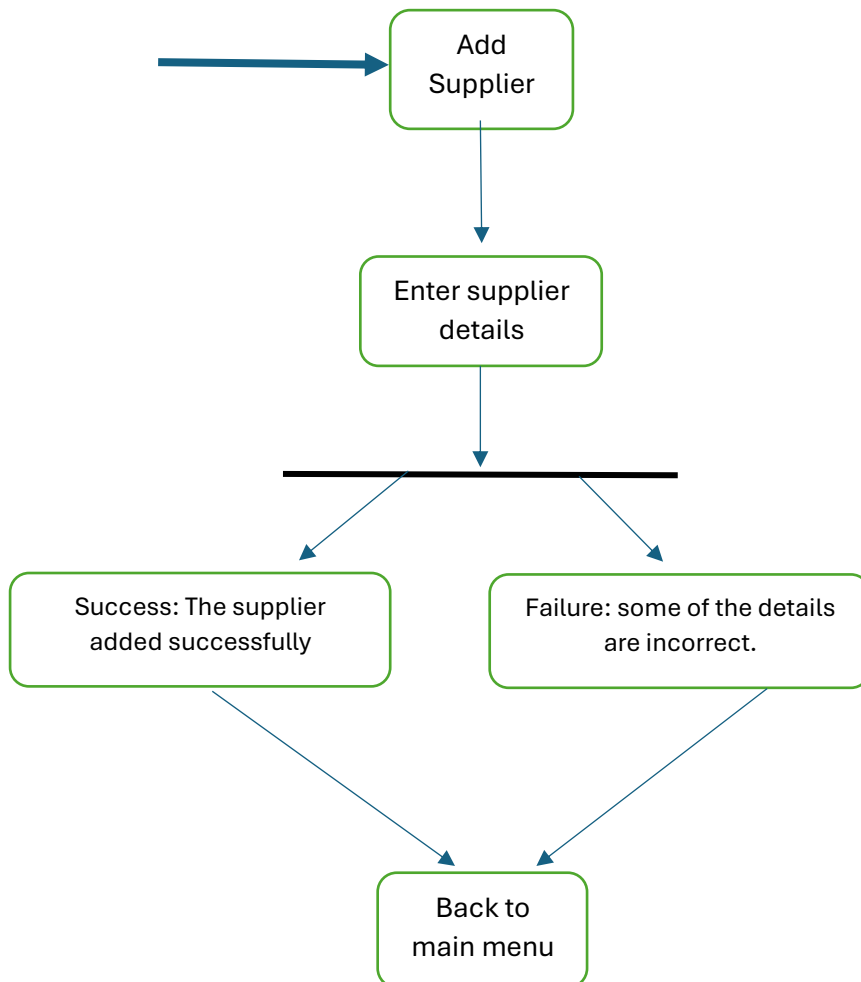 Add
Supplier
Enter supplier
details
Success: The supplier
added successfully
Failure: some of the details
are incorrect.
Back to
main menu